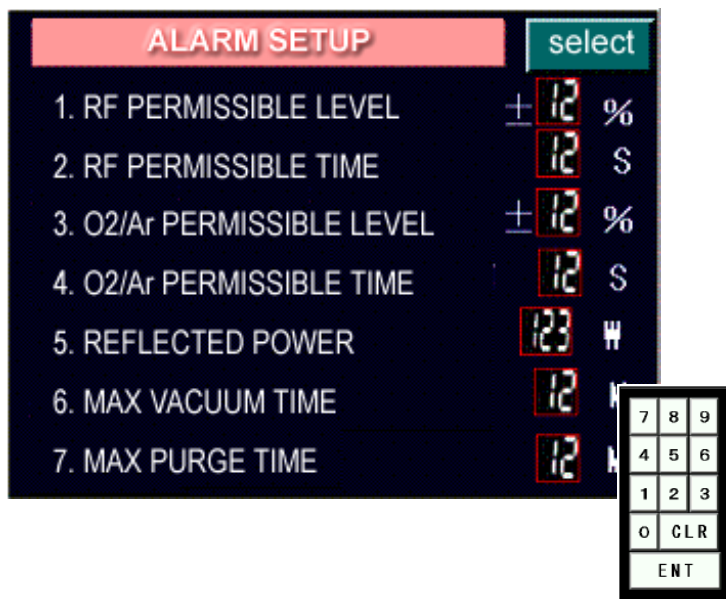 ALARM SETUP select
1. RF PERMISSIBLE LEVEL ± 12 %
2. RF PERMISSIBLE TIME 12 S
3. O2/Ar PERMISSIBLE LEVEL ± 12 %
4. O2/Ar PERMISSIBLE TIME 12 S
5. REFLECTED POWER 123 W
6. MAX VACUUM TIME 12
7. MAX PURGE TIME 12
7 8 9
4 5 6
1 2 3
0 CLR
ENT